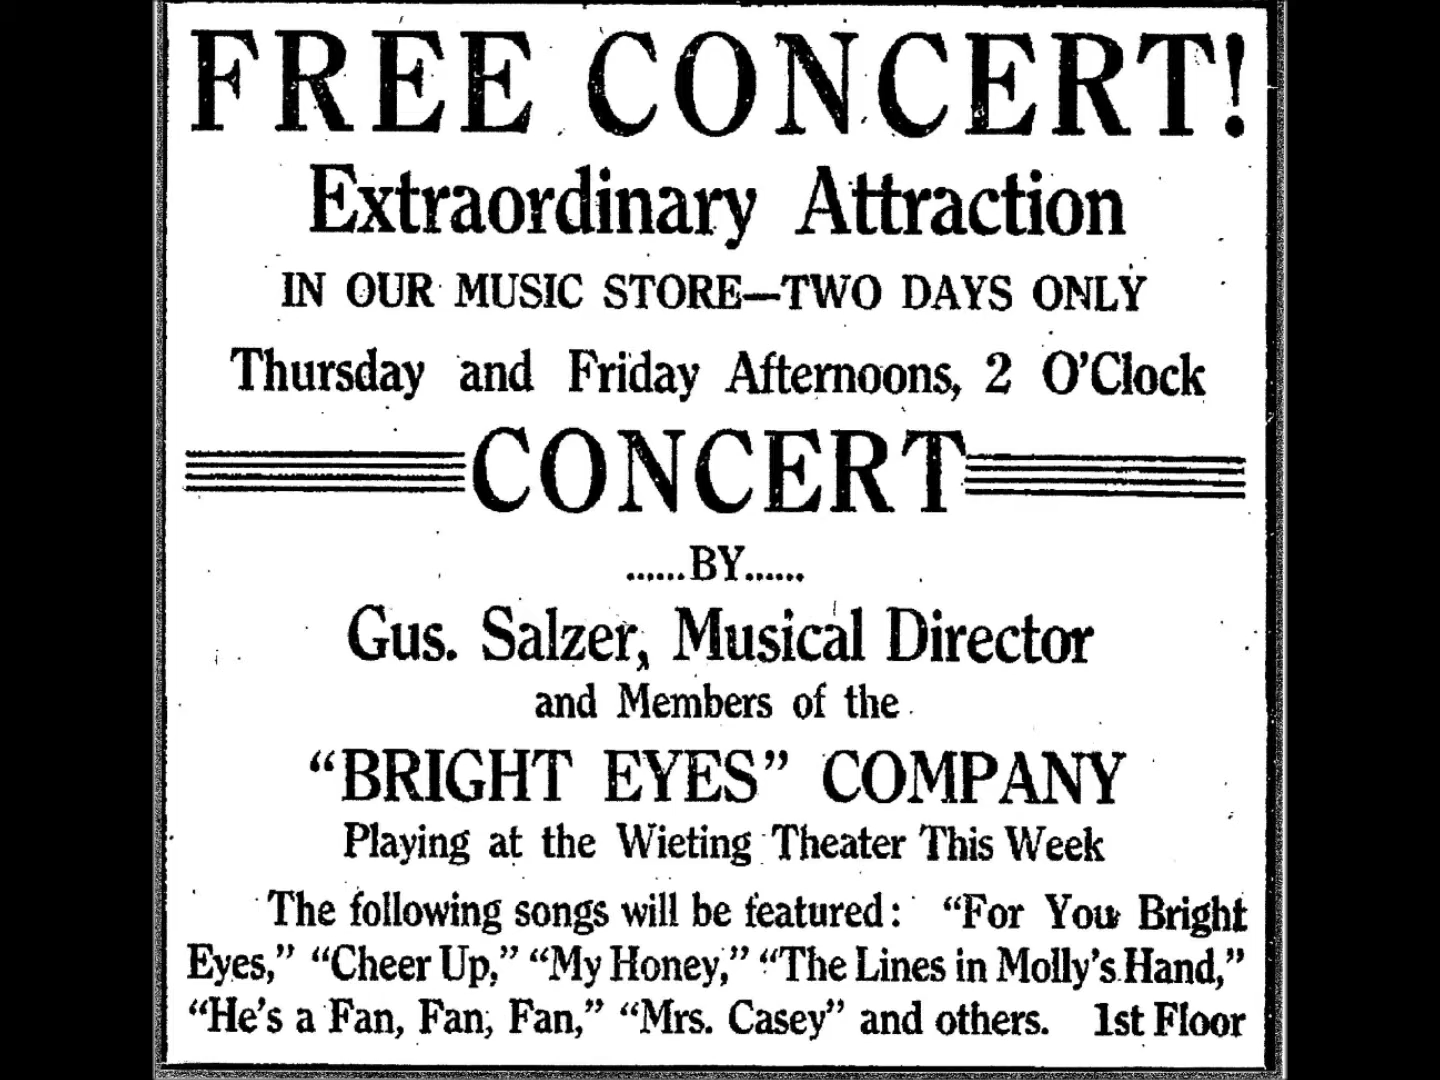 FREE CONCERT!
Extraordinary Attraction
IN OUR MUSIC STORE—TWO DAYS ONLY
Thursday and Friday Afternoons, 2 O'Clock
CONCERT
......BY......
Gus. Salzer, Musical Director
and Members of the
“BRIGHT EYES” COMPANY
Playing at the Wieting Theater This Week
The following songs will be featured: “For You Bright
Eyes,” “Cheer Up,” “My Honey,” “The Lines in Molly's Hand,”
“He's a Fan, Fan, Fan,” “Mrs. Casey” and others. 1st Floor